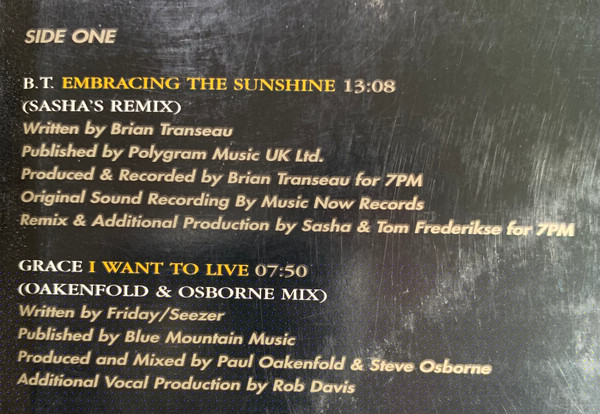 SIDE ONE
B.T. EMBRACING THE SUNSHINE 13:08
(SASHA'S REMIX)
Written by Brian Transeau
Published by Polygram Music UK Ltd.
Produced & Recorded by Brian Transeau for 7PM
Original Sound Recording By Music Now Records
Remix & Additional Production by Sasha & Tom Frederikse for 7PM
GRACE I WANT TO LIVE 07:50
(OAKENFOLD & OSBORNE MIX)
Written by Friday/Seezer
Published by Blue Mountain Music
Produced and Mixed by Paul Oakenfold & Steve Osborne
Additional Vocal Production by Rob Davis